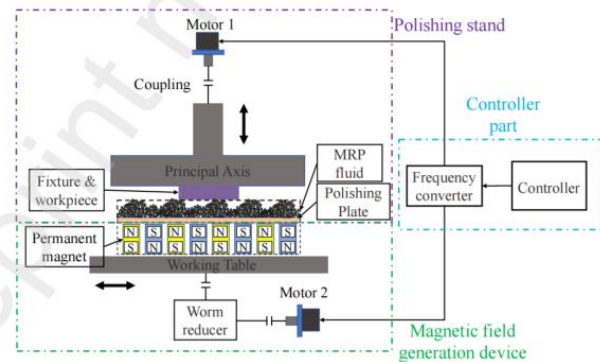 Motor 1
Polishing stand
Coupling
Controller
part
Principal Axis
MRP
fluid
Fixture &
workpiece
Frequency
converter
Controller
Polishing
Plate
Permanent
magnet
Working Table
Motor 2
Worm
reducer
Magnetic field
generation device